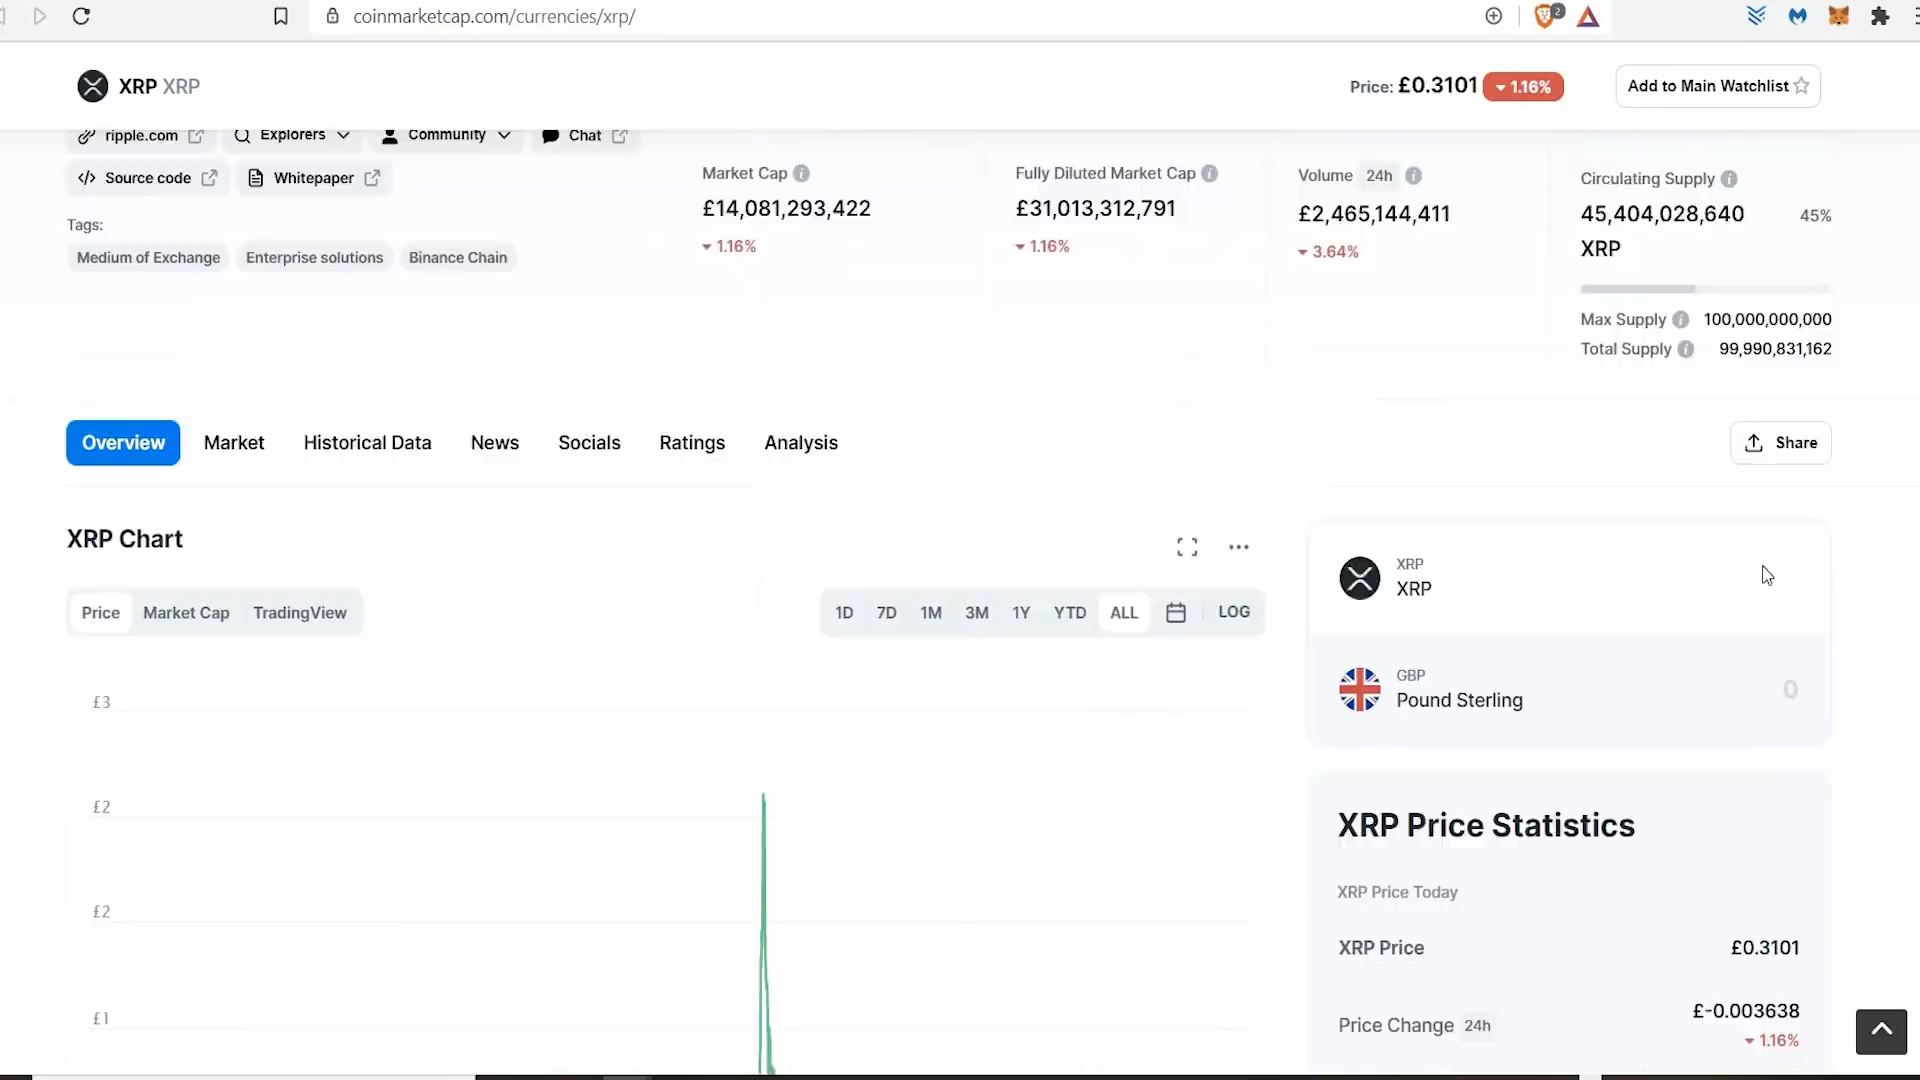 coinmarketcap.com/currencies/xrp/
2
XRP XRP
Price: £0.3101 1.16%
Add to Main Watchlist
ripple.com
Explorers
Community
Chat
Source code
Whitepaper
Tags:
Medium of Exchange
Enterprise solutions
Binance Chain
Market Cap
£14,081,293,422
1.16%
Fully Diluted Market Cap
£31,013,312,791
1.16%
Volume 24h
£2,465,144,411
3.64%
Circulating Supply
45,404,028,640 45%
XRP
Max Supply 100,000,000,000
Total Supply 99,990,831,162
Overview
Market
Historical Data
News
Socials
Ratings
Analysis
Share
XRP Chart
Price
Market Cap
TradingView
1D
7D
1M
3M
1Y
YTD
ALL
LOG
£3
£2
£2
£1
XRP
XRP
GBP
Pound Sterling
0
XRP Price Statistics
XRP Price Today
XRP Price £0.3101
Price Change 24h £-0.003638
1.16%